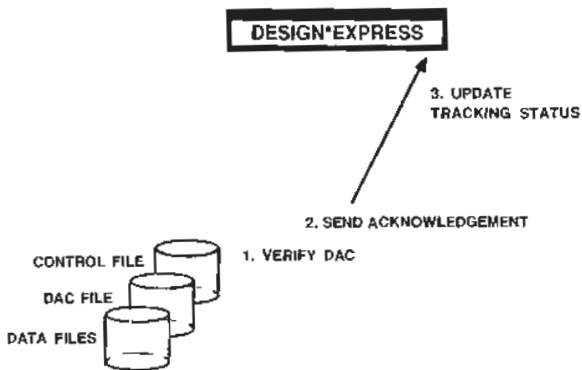 DESIGN*EXPRESS
3. UPDATE
TRACKING STATUS
2. SEND ACKNOWLEDGEMENT
1. VERIFY DAC
CONTROL FILE
DAC FILE
DATA FILES